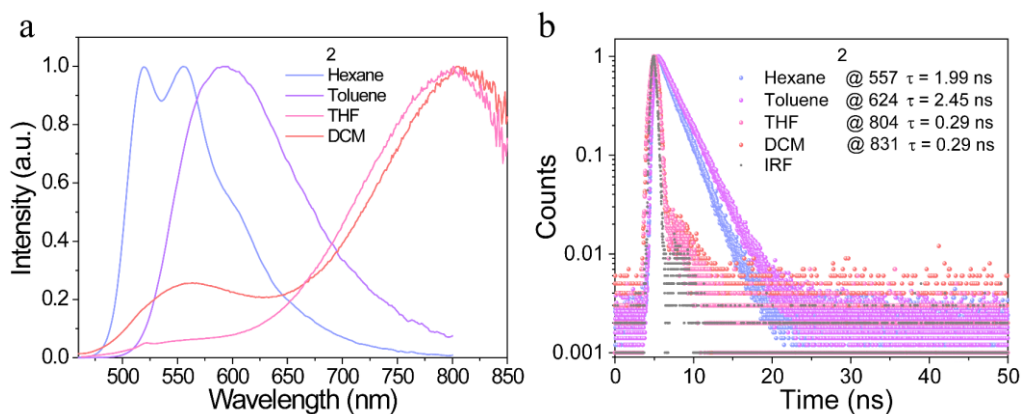 a
2
Hexane
Toluene
THF
DCM
1.0
0.8
0.6
0.4
0.2
0.0
Intensity (a.u.)
500 550 600 650 700 750 800 850
Wavelength (nm)
b
2
Hexane @ 557 τ = 1.99 ns
Toluene @ 624 τ = 2.45 ns
THF @ 804 τ = 0.29 ns
DCM @ 831 τ = 0.29 ns
IRF
1
0.1
0.01
0.001
Counts
0 10 20 30 40 50
Time (ns)